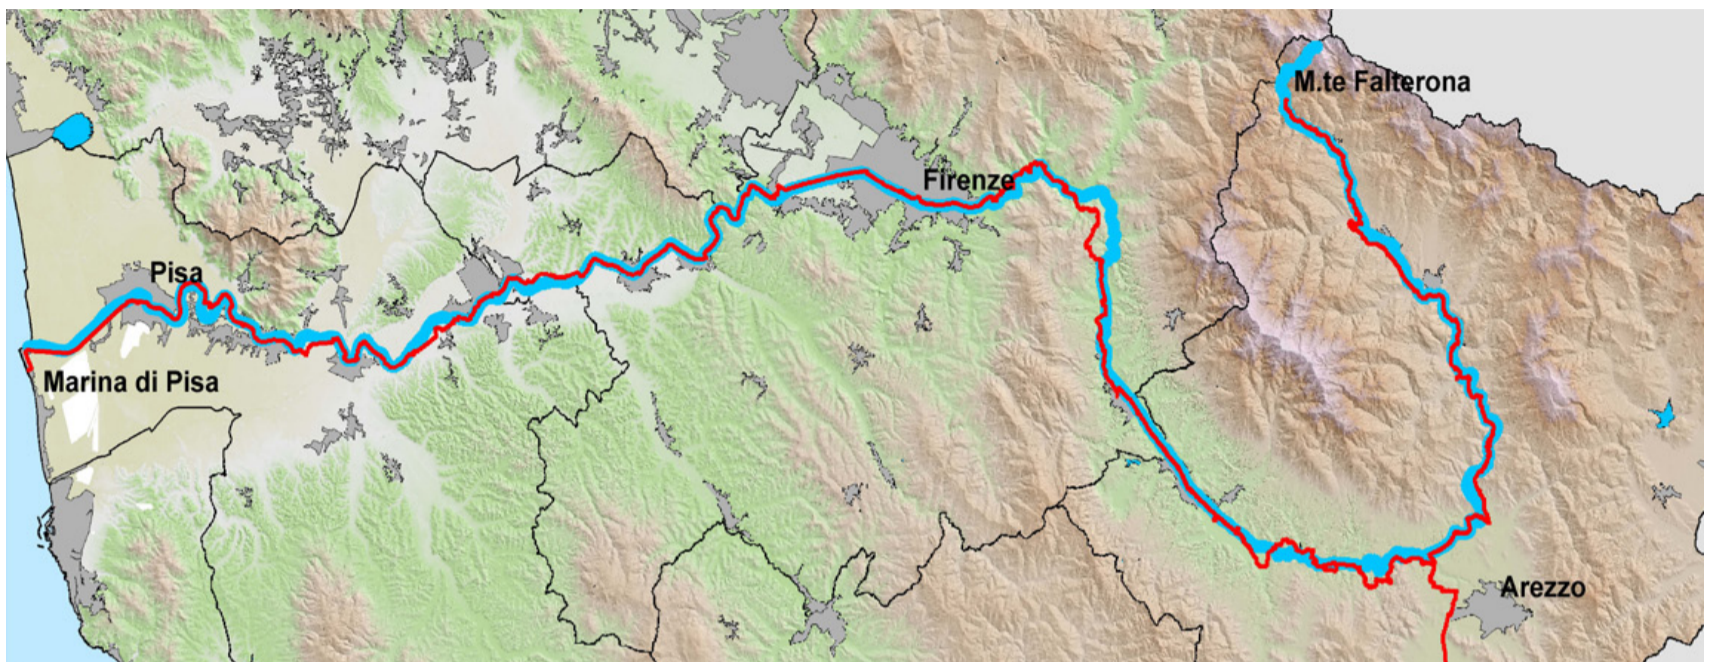 M.te Falterona
Firenze
Pisa
Marina di Pisa
Arezzo